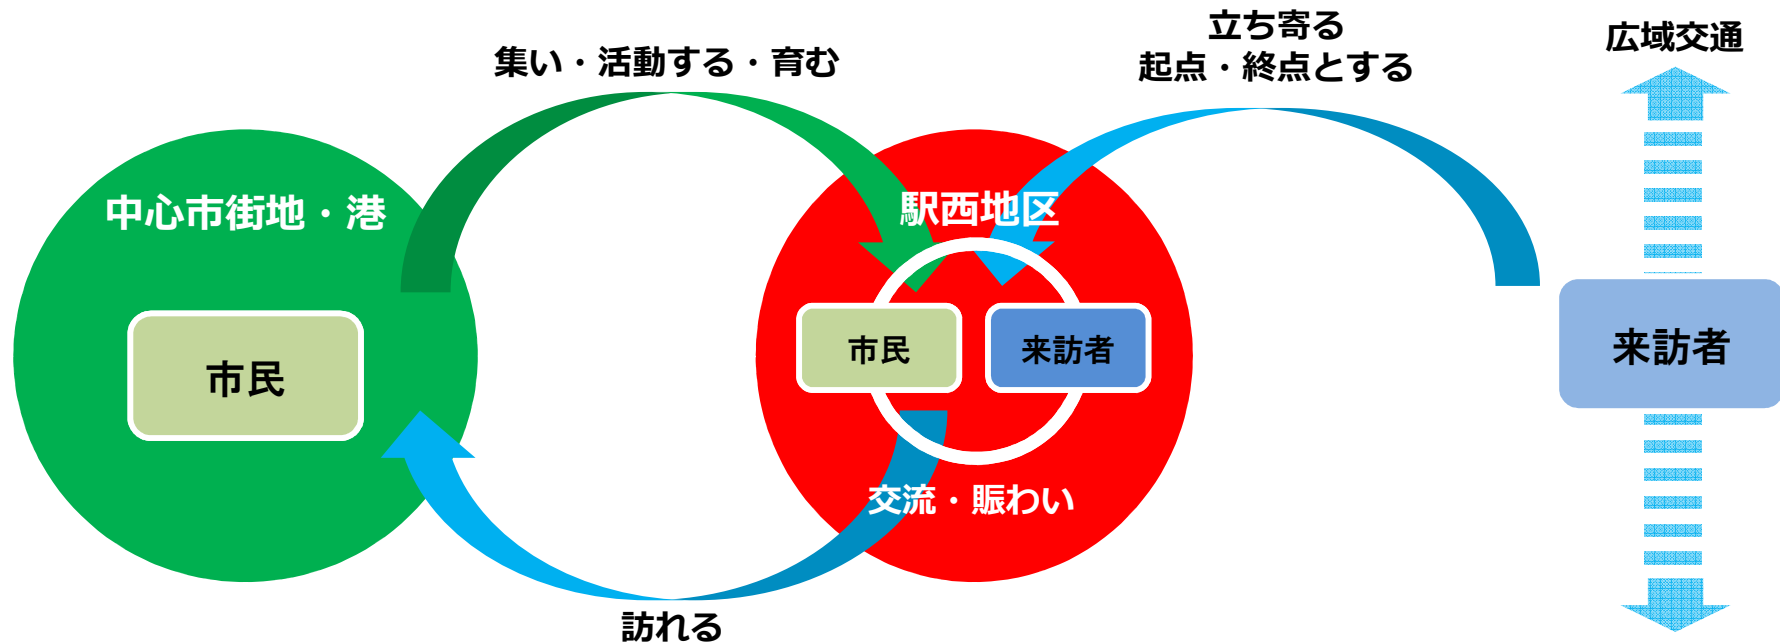 集い・活動する・育む
立ち寄る
起点・終点とする
広域交通
中心市街地・港
駅西地区
市民
市民
来訪者
来訪者
交流・賑わい
訪れる